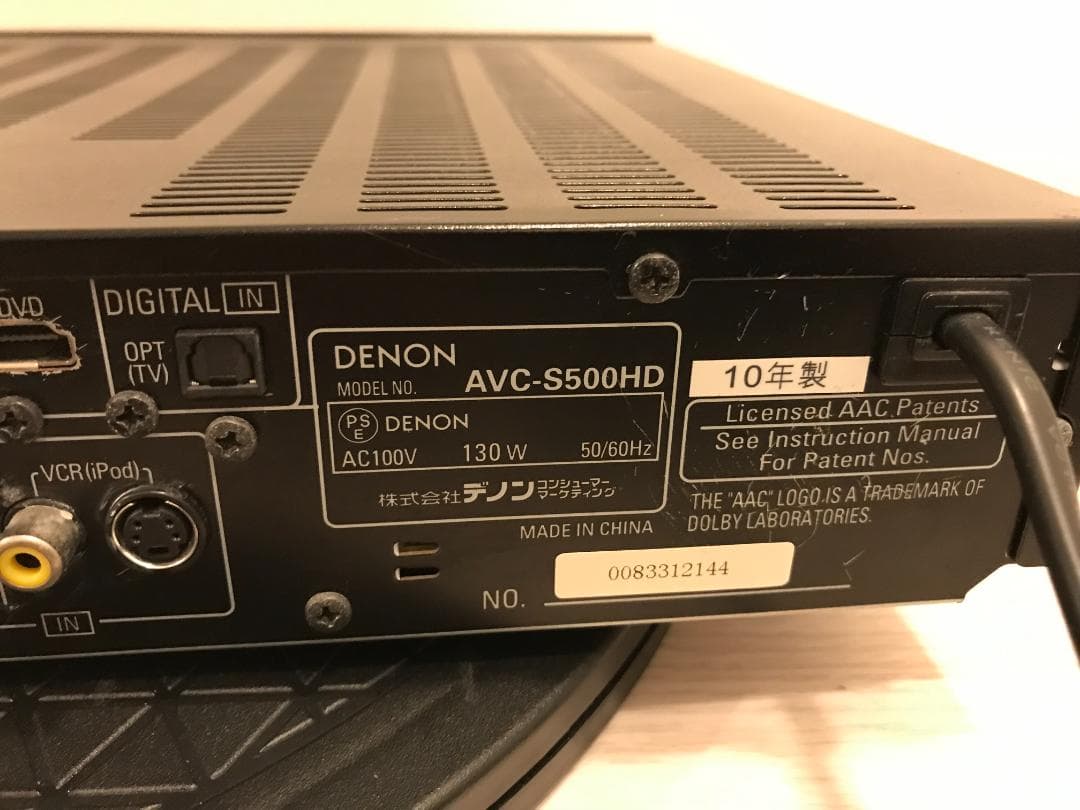 DVD
DIGITAL IN
OPT
(TV)
VCR(iPod)
IN
DENON
MODEL NO. AVC-S500HD
PS
E
DENON
AC100V 130W 50/60Hz
株式会社デノン コンシューマー
マーケティング
MADE IN CHINA
NO. 0083312144
10年製
Licensed AAC Patents
See Instruction Manual
For Patent Nos.
THE "AAC" LOGO IS A TRADEMARK OF
DOLBY LABORATORIES.